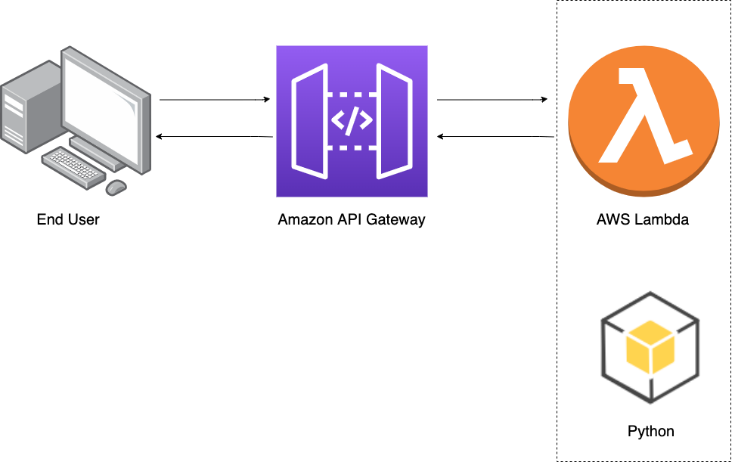 End User
Amazon API Gateway
AWS Lambda
Python